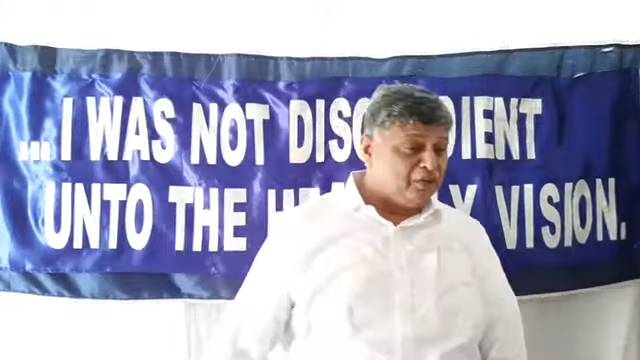 ...I WAS NOT
UNTO THE VISION.